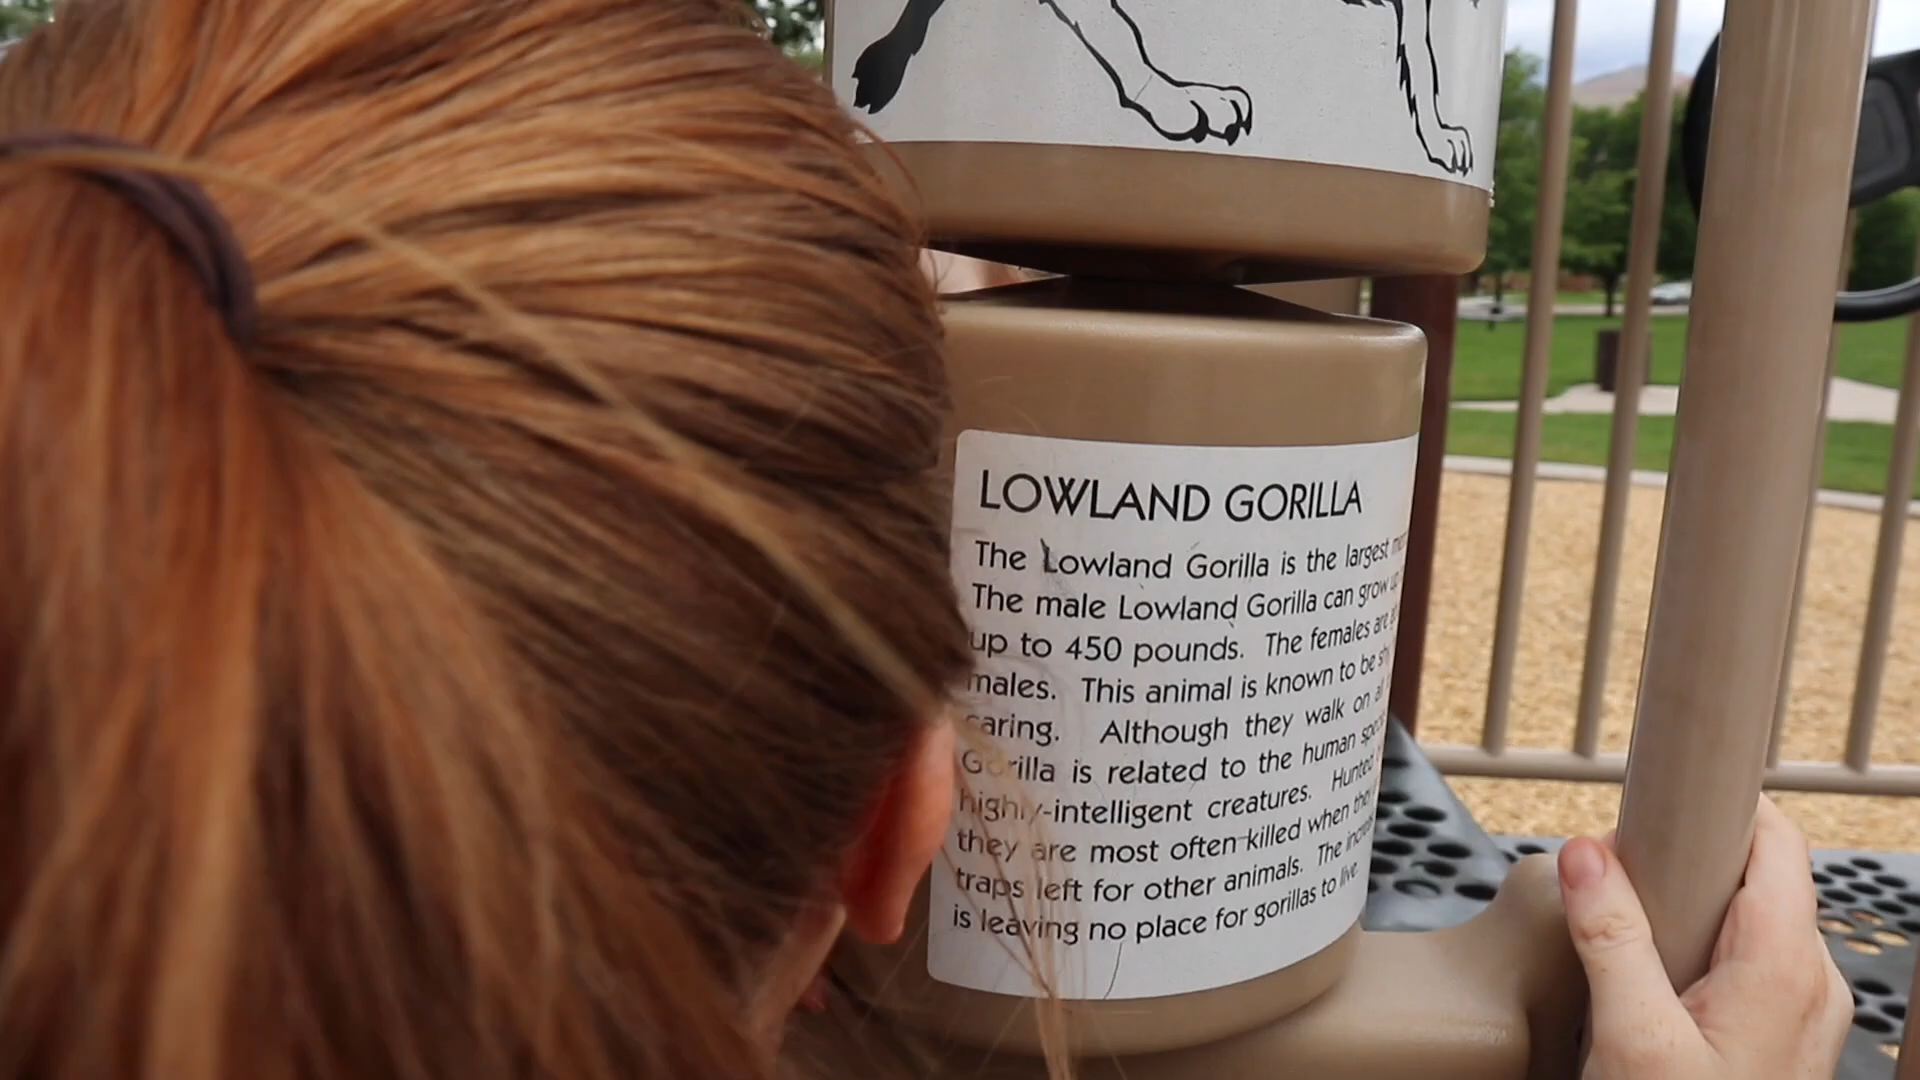 LOWLAND GORILLA
The Lowland Gorilla is the largest
The male Lowland Gorilla can grow up
up to 450 pounds. The females are
males. This animal is known to be
caring. Although they walk on all
Gorilla is related to the human
highly-intelligent creatures. Hunted
they are most often killed when they
traps left for other animals. The
is leaving no place for gorillas to live.